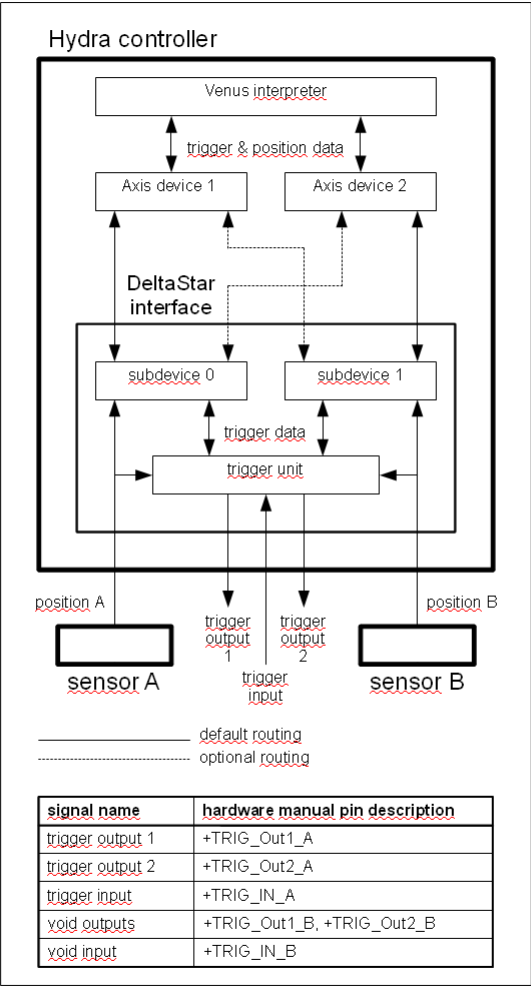 Hydra controller
Venus interpreter
trigger & position data
Axis device 1
Axis device 2
DeltaStar
interface
subdevice 0
subdevice 1
trigger data
trigger unit
position A
position B
trigger
output
1
trigger
output
2
sensor A
trigger
input
sensor B
default routing
optional routing
signal name hardware manual pin description
trigger output 1 +TRIG_Out1_A
trigger output 2 +TRIG_Out2_A
trigger input +TRIG_IN_A
void outputs +TRIG_Out1_B, +TRIG_Out2_B
void input +TRIG_IN_B